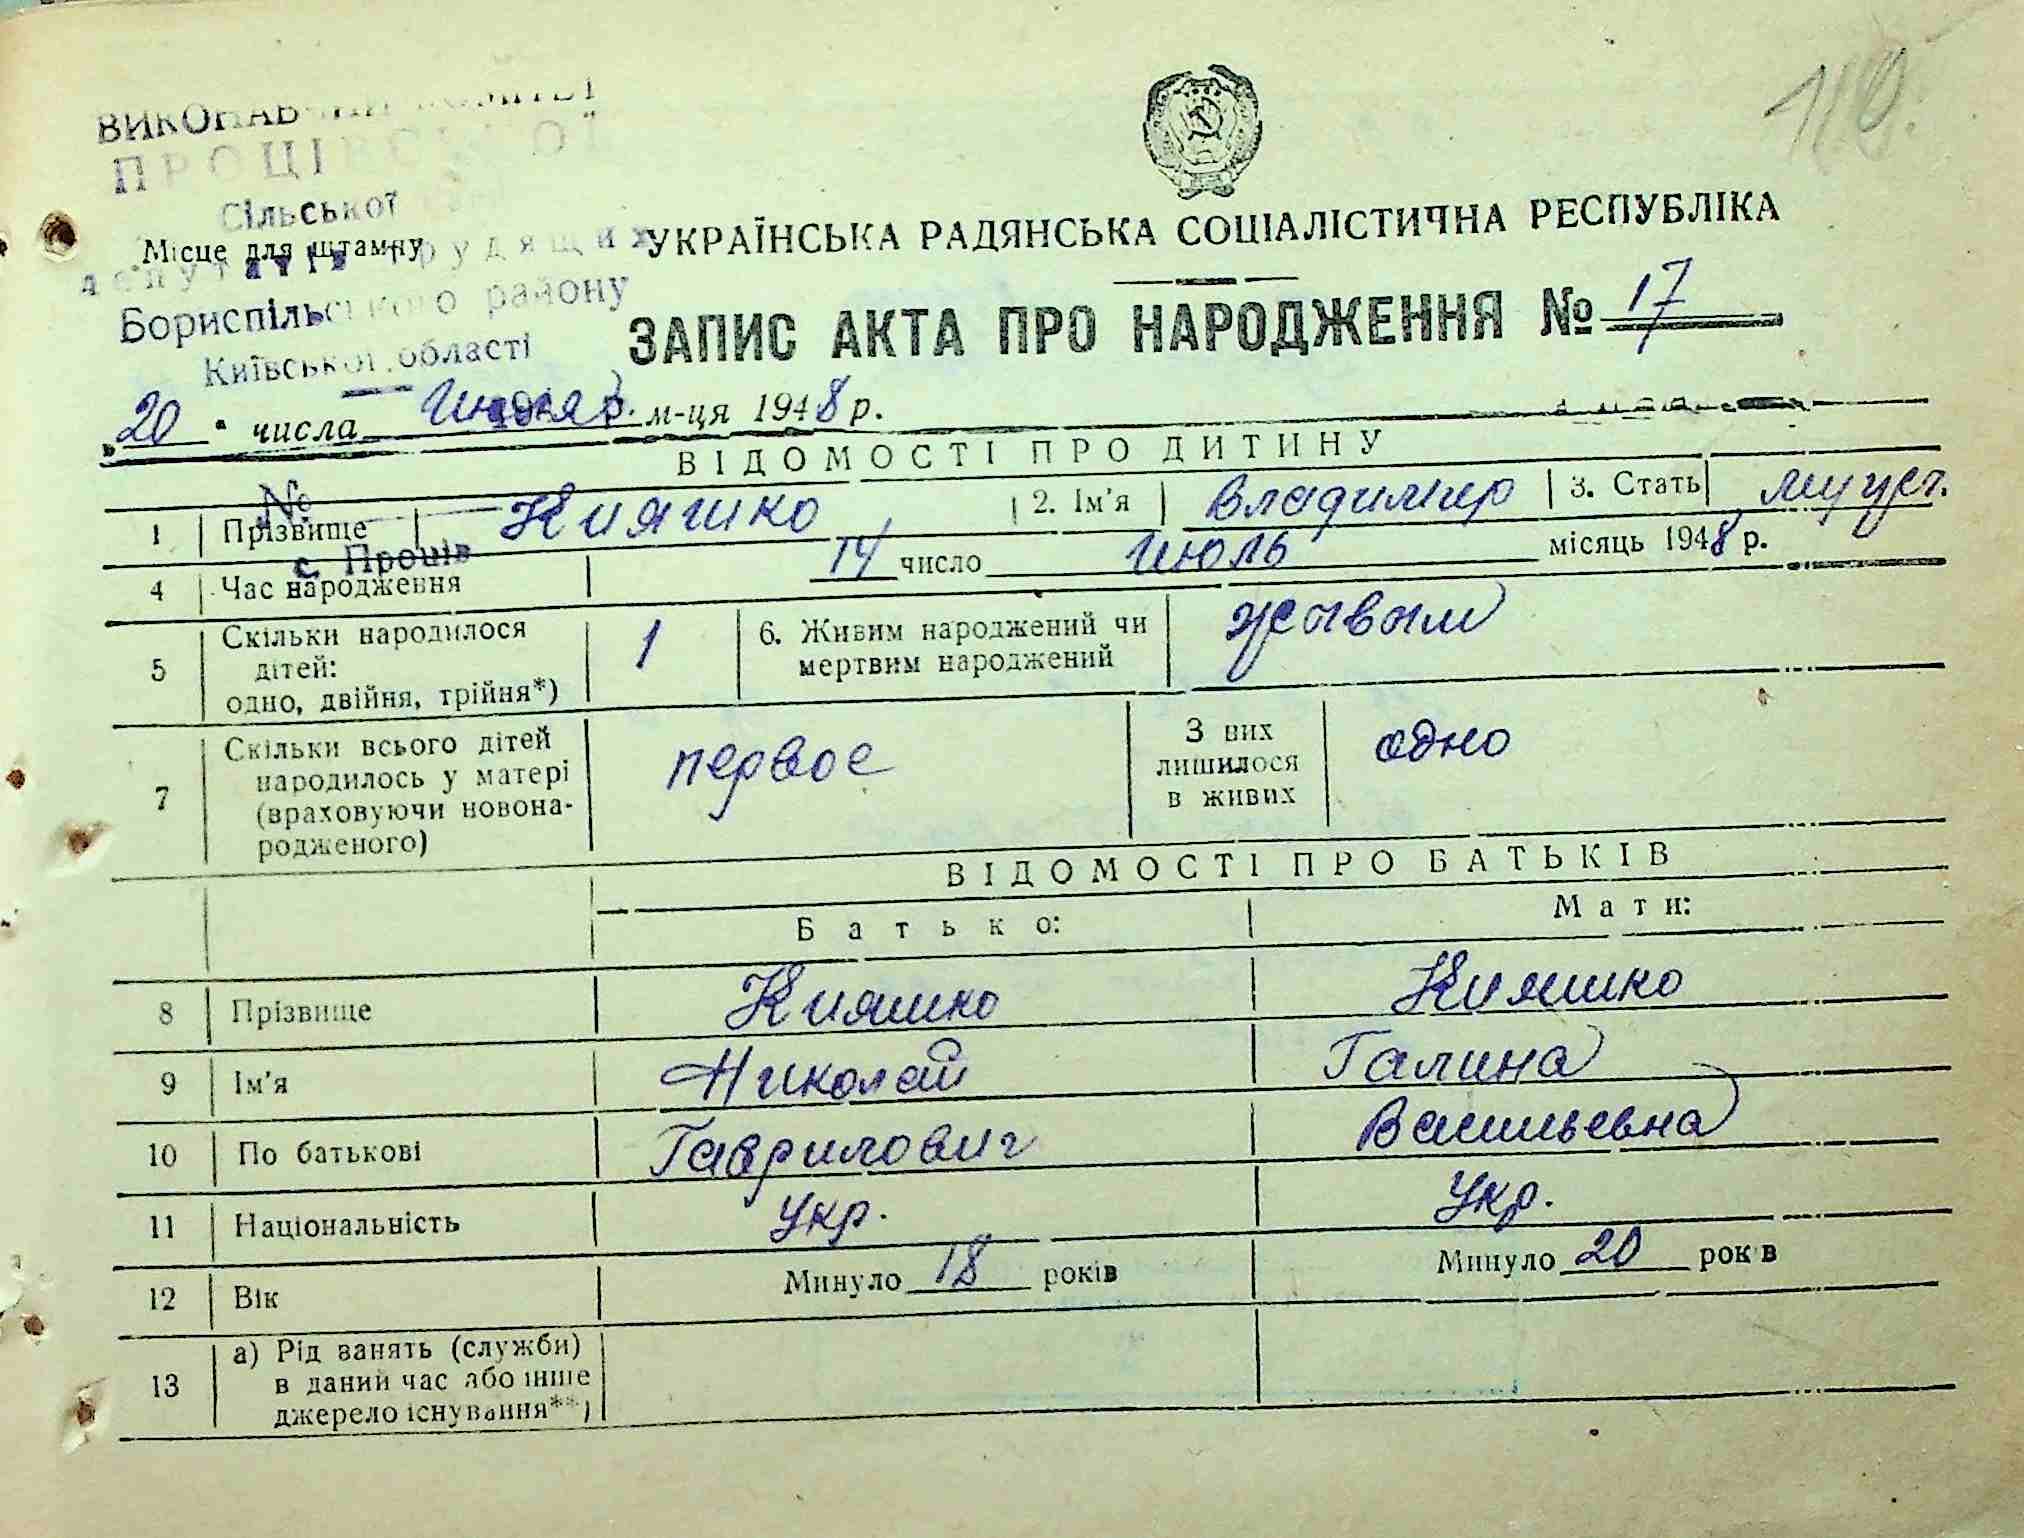 110.
ВИКОНАВЧИЙ КОМІТЕТ
ПРОЦІВСЬКОЇ
Сільської
Місце для штампу
депутатів трудящих
УКРАЇНСЬКА РАДЯНСЬКА СОЦІАЛІСТИЧНА РЕСПУБЛІКА
Бориспільського району
Київської області
ЗАПИС АКТА ПРО НАРОДЖЕННЯ № 17
„20" числа Июля м-ця 1948 р.
ВІДОМОСТІ ПРО ДИТИНУ
№
1 Прізвище Кияшко 2. Ім'я Владимир 3. Стать мужск.
с. Проців
4 Час народження 14 число Июль місяць 1948 р.
5 Скільки народилося дітей: одно, двійня, трійня*) 1 6. Живим народжений чи мертвим народжений живым
7 Скільки всього дітей народилось у матері (враховуючи новонародженого) первое З них лишилося в живих одно
ВІДОМОСТІ ПРО БАТЬКІВ
Батько: Мати:
8 Прізвище Кияшко Кияшко
9 Ім'я Николай Галина
10 По батькові Гаврилович Васильевна
11 Національність Укр. Укр.
12 Вік Минуло 18 років Минуло 20 років
13 а) Рід занять (служби)
в даний час або інше
джерело існування**)